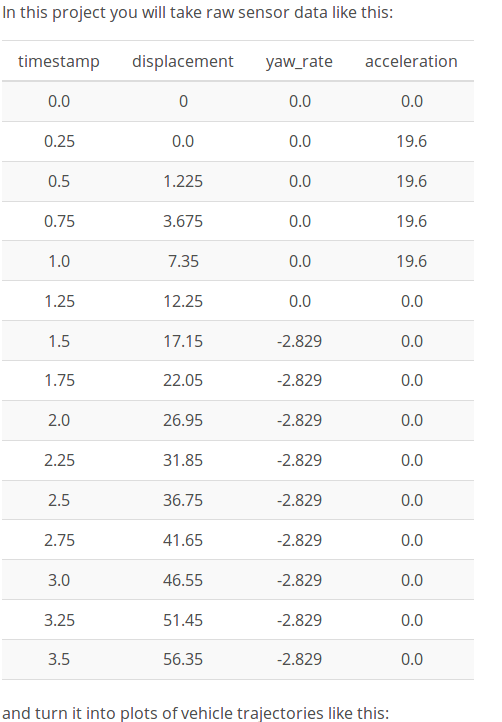 In this project you will take raw sensor data like this:
timestamp displacement yaw_rate acceleration
0.0 0 0.0 0.0
0.25 0.0 0.0 19.6
0.5 1.225 0.0 19.6
0.75 3.675 0.0 19.6
1.0 7.35 0.0 19.6
1.25 12.25 0.0 0.0
1.5 17.15 -2.829 0.0
1.75 22.05 -2.829 0.0
2.0 26.95 -2.829 0.0
2.25 31.85 -2.829 0.0
2.5 36.75 -2.829 0.0
2.75 41.65 -2.829 0.0
3.0 46.55 -2.829 0.0
3.25 51.45 -2.829 0.0
3.5 56.35 -2.829 0.0
and turn it into plots of vehicle trajectories like this: